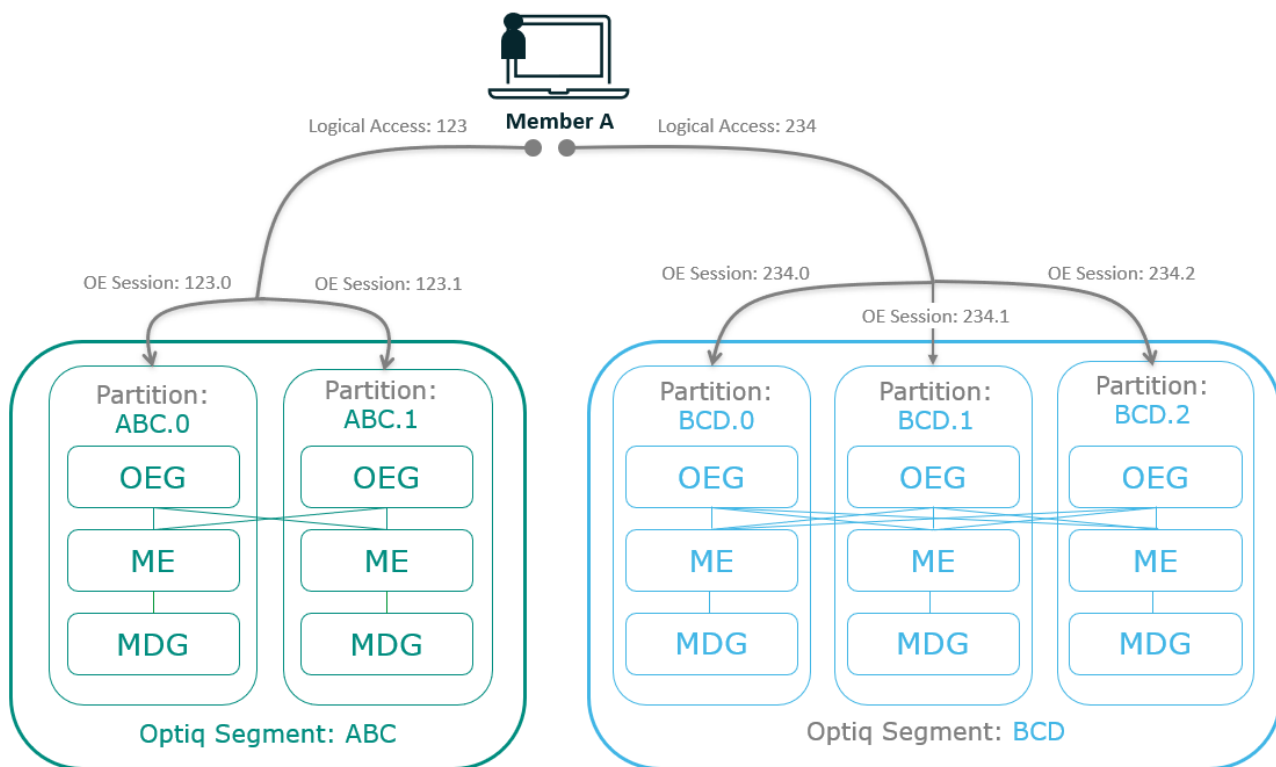 Member A
Logical Access: 123
Logical Access: 234
OE Session: 123.0
OE Session: 123.1
OE Session: 234.0
OE Session: 234.1
OE Session: 234.2
Partition:
ABC.0
OEG
ME
MDG
Partition:
ABC.1
OEG
ME
MDG
Optiq Segment: ABC
Partition:
BCD.0
OEG
ME
MDG
Partition:
BCD.1
OEG
ME
MDG
Partition:
BCD.2
OEG
ME
MDG
Optiq Segment: BCD